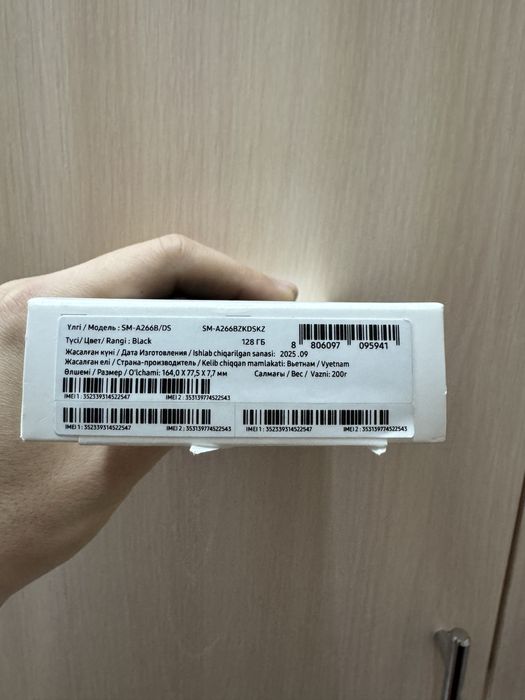 Үлгі / Модель : SM-A266B/DS SM-A266BZKDSKZ
Түсі/ Цвет/ Rangi : Black 128 ГБ
8 806097 095941
Жасалған күні / Дата Изготовления / Ishlab chiqarilgan sanasi: 2025 .09
Жасалған елі / Страна-производитель / Kelib chiqqan mamlakati: Вьетнам / Vyetnam
Өлшемі / Размер / O'lchami: 164,0 X 77,5 X 7,7 мм Салмағы / Вес / Vazni: 200г
IMEI 1 : 352339314522547 IMEI 2 : 353139774522543
IMEI 1 : 352339314522547 IMEI 2 : 353139774522543 IMEI 1 : 352339314522547 IMEI 2 : 353139774522543